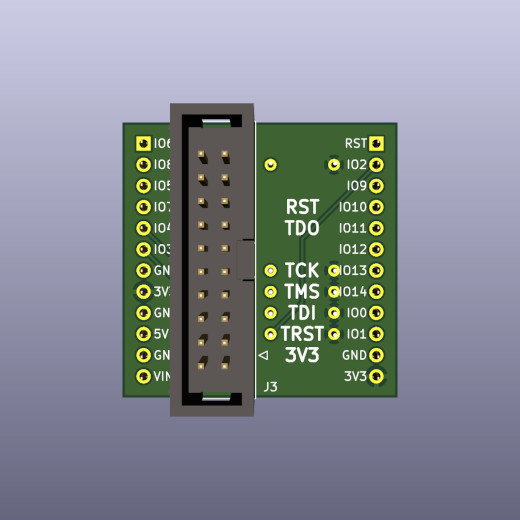 IO6 RST
IO8 IO2
IO5 IO9
IO7 RST IO10
IO4 TDO IO11
IO3 IO12
GN TCK IO13
3V TMS IO14
GN TDI IO0
5V TRST IO1
GN 3V3 GND
VIN 3V3
J3